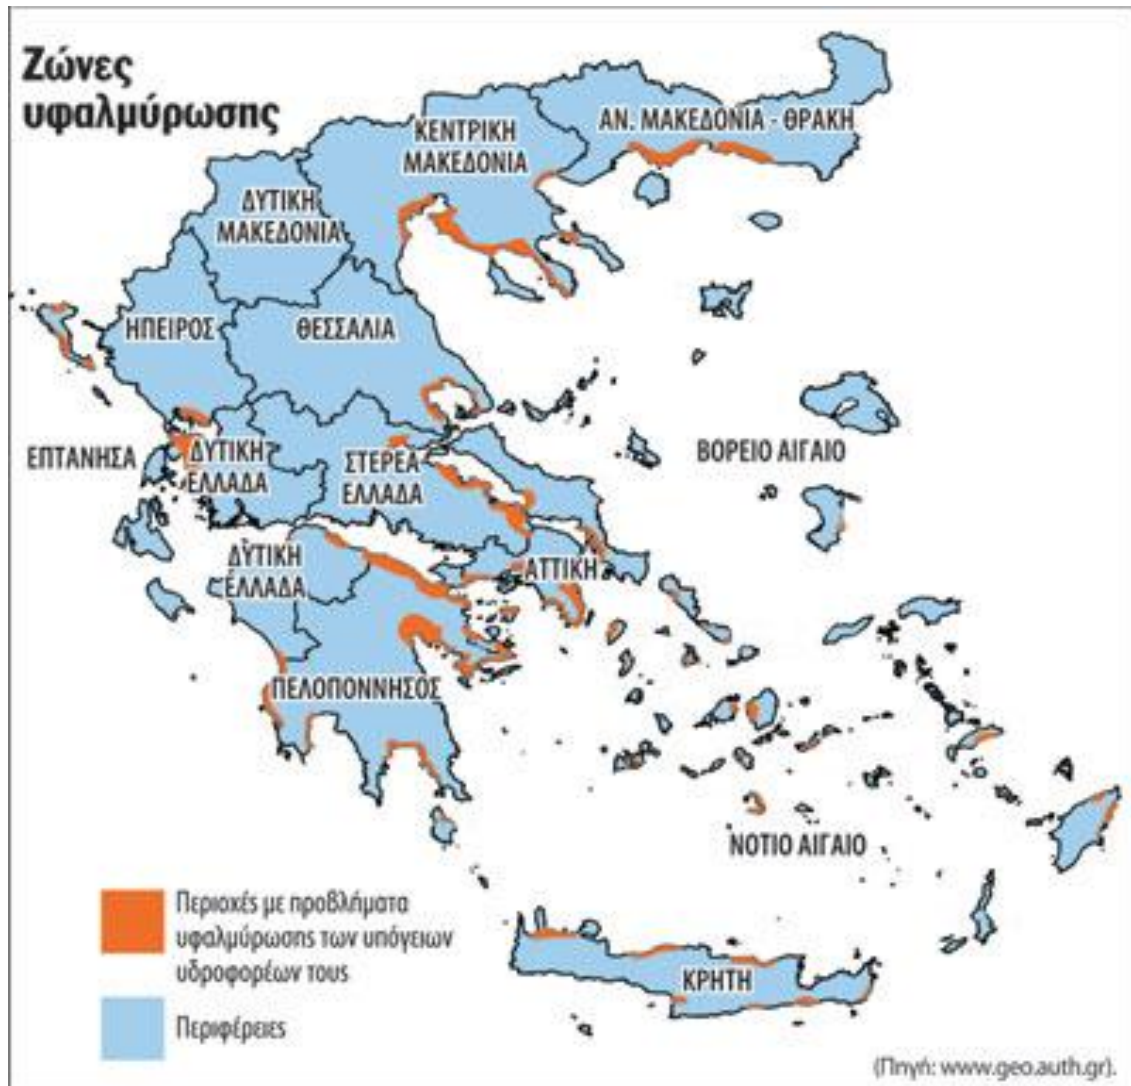 Ζώνες
υφαλμύρωσης
ΑΝ. ΜΑΚΕΔΟΝΙΑ - ΘΡΑΚΗ
ΚΕΝΤΡΙΚΗ
ΜΑΚΕΔΟΝΙΑ
ΔΥΤΙΚΗ
ΜΑΚΕΔΟΝΙΑ
ΗΠΕΙΡΟΣ
ΘΕΣΣΑΛΙΑ
ΕΠΤΑΝΗΣΑ
ΔΥΤΙΚΗ
ΕΛΛΑΔΑ
ΣΤΕΡΕΑ
ΕΛΛΑΔΑ
ΒΟΡΕΙΟ ΑΙΓΑΙΟ
ΔΥΤΙΚΗ
ΕΛΛΑΔΑ
ΑΤΤΙΚΗ
ΠΕΛΟΠΟΝΝΗΣΟΣ
ΝΟΤΙΟ ΑΙΓΑΙΟ
ΚΡΗΤΗ
Περιοχές με προβλήματα
υφαλμύρωσης των υπόγειων
υδροφορέων τους
Περιφέρειες
(Πηγή: www.geo.auth.gr).